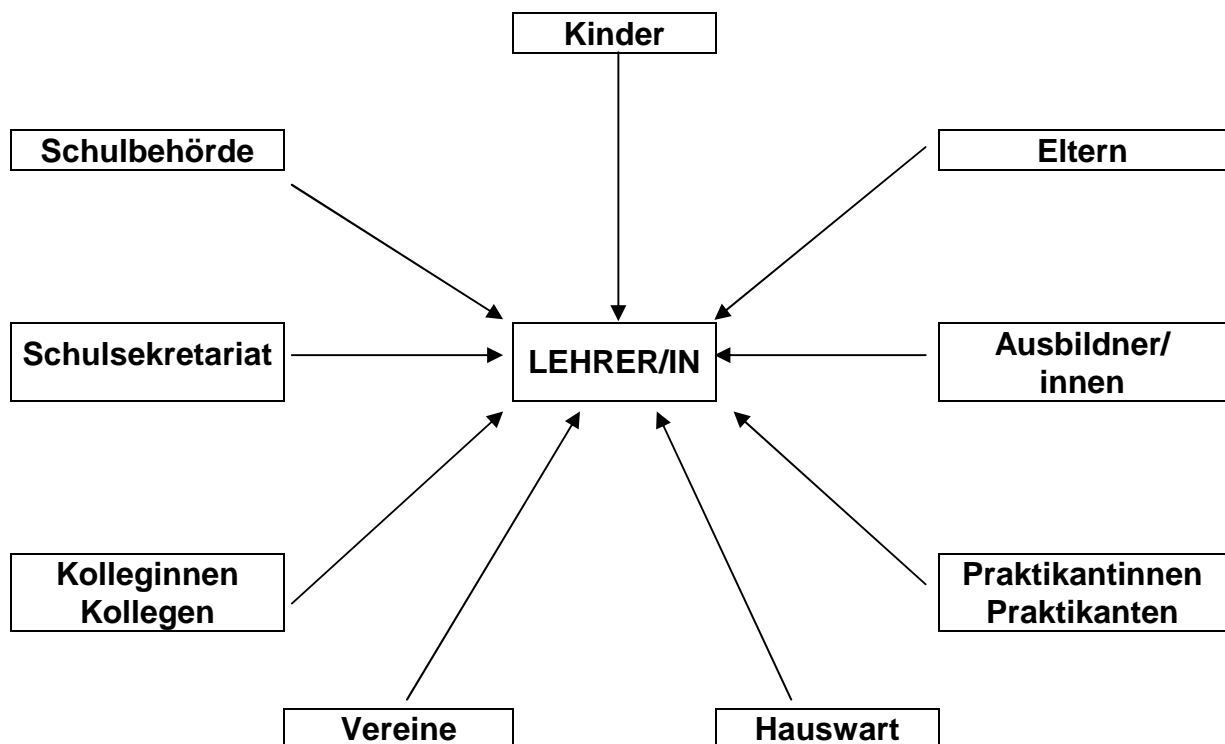 Kinder
Schulbehörde
Eltern
Schulsekretariat
LEHRER/IN
Ausbildner/
innen
Kolleginnen
Kollegen
Praktikantinnen
Praktikanten
Vereine
Hauswart